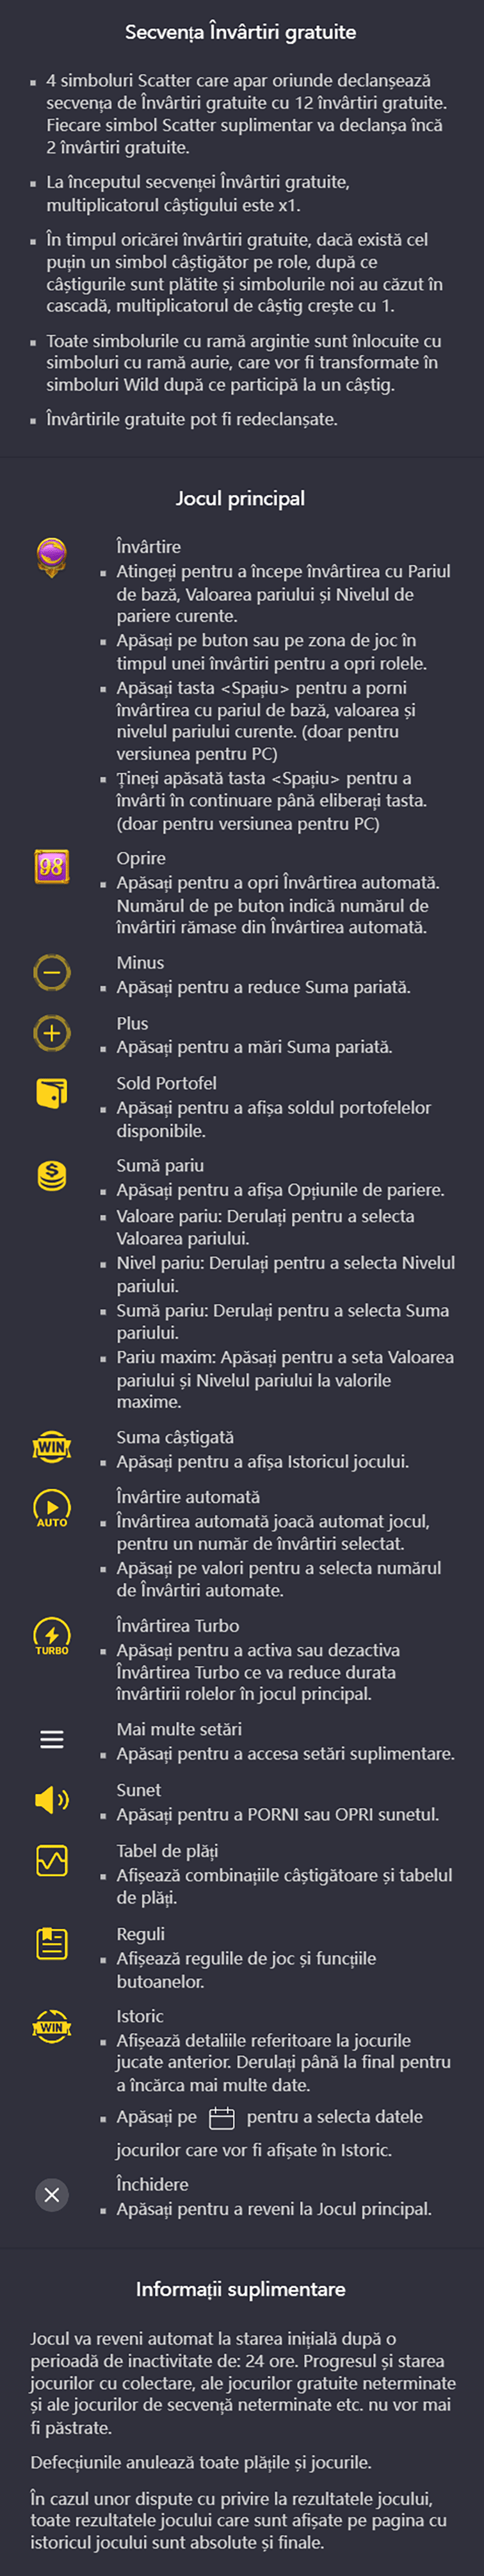 Secvența Învârtiri gratuite
4 simboluri Scatter care apar oriunde declanșează
secvența de Învârtiri gratuite cu 12 învârtiri gratuite.
Fiecare simbol Scatter suplimentar va declanșa încă
2 învârtiri gratuite.
La începutul secvenței Învârtiri gratuite,
multiplicatorul câștigului este x1.
În timpul oricărei învârtiri gratuite, dacă există cel
puțin un simbol câștigător pe role, după ce
câștigurile sunt plătite și simbolurile noi au căzut în
cascadă, multiplicatorul de câștig crește cu 1.
Toate simbolurile cu ramă argintie sunt înlocuite cu
simboluri cu ramă aurie, care vor fi transformate în
simboluri Wild după ce participă la un câștig.
Învârtirile gratuite pot fi redeclanșate.
Jocul principal
Învârtire
Atingeți pentru a începe învârtirea cu Pariul
de bază, Valoarea pariului și Nivelul de
pariere curente.
Apăsați pe buton sau pe zona de joc în
timpul unei învârtiri pentru a opri rolele.
Apăsați tasta <Spațiu> pentru a porni
învârtirea cu pariul de bază, valoarea și
nivelul pariului curente. (doar pentru
versiunea pentru PC)
Țineți apăsată tasta <Spațiu> pentru a
învârti în continuare până eliberați tasta.
(doar pentru versiunea pentru PC)
98
Oprire
Apăsați pentru a opri Învârtirea automată.
Numărul de pe buton indică numărul de
învârtiri rămase din Învârtirea automată.
Minus
Apăsați pentru a reduce Suma pariată.
Plus
Apăsați pentru a mări Suma pariată.
Sold Portofel
Apăsați pentru a afișa soldul portofelelor
disponibile.
Sumă pariu
Apăsați pentru a afișa Opțiunile de pariere.
Valoare pariu: Derulați pentru a selecta
Valoarea pariului.
Nivel pariu: Derulați pentru a selecta Nivelul
pariului.
Sumă pariu: Derulați pentru a selecta Suma
pariului.
Pariu maxim: Apăsați pentru a seta Valoarea
pariului și Nivelul pariului la valorile
maxime.
WIN
Suma câștigată
Apăsați pentru a afișa Istoricul jocului.
AUTO
Învârtire automată
Învârtirea automată joacă automat jocul,
pentru un număr de învârtiri selectat.
Apăsați pe valori pentru a selecta numărul
de Învârtiri automate.
TURBO
Învârtirea Turbo
Apăsați pentru a activa sau dezactiva
Învârtirea Turbo ce va reduce durata
învârtirii rolelor în jocul principal.
Mai multe setări
Apăsați pentru a accesa setări suplimentare.
Sunet
Apăsați pentru a PORNI sau OPRI sunetul.
Tabel de plăți
Afișează combinațiile câștigătoare și tabelul
de plăți.
Reguli
Afișează regulile de joc și funcțiile
butoanelor.
WIN
Istoric
Afișează detaliile referitoare la jocurile
jucate anterior. Derulați până la final pentru
a încărca mai multe date.
Apăsați pe pentru a selecta datele
jocurilor care vor fi afișate în Istoric.
Închidere
Apăsați pentru a reveni la Jocul principal.
Informații suplimentare
Jocul va reveni automat la starea inițială după o
perioadă de inactivitate de: 24 ore. Progresul și starea
jocurilor cu colectare, ale jocurilor gratuite neterminate
și ale jocurilor de secvență neterminate etc. nu vor mai
fi păstrate.
Defecțiunile anulează toate plățile și jocurile.
În cazul unor dispute cu privire la rezultatele jocului,
toate rezultatele jocului care sunt afișate pe pagina cu
istoricul jocului sunt absolute și finale.